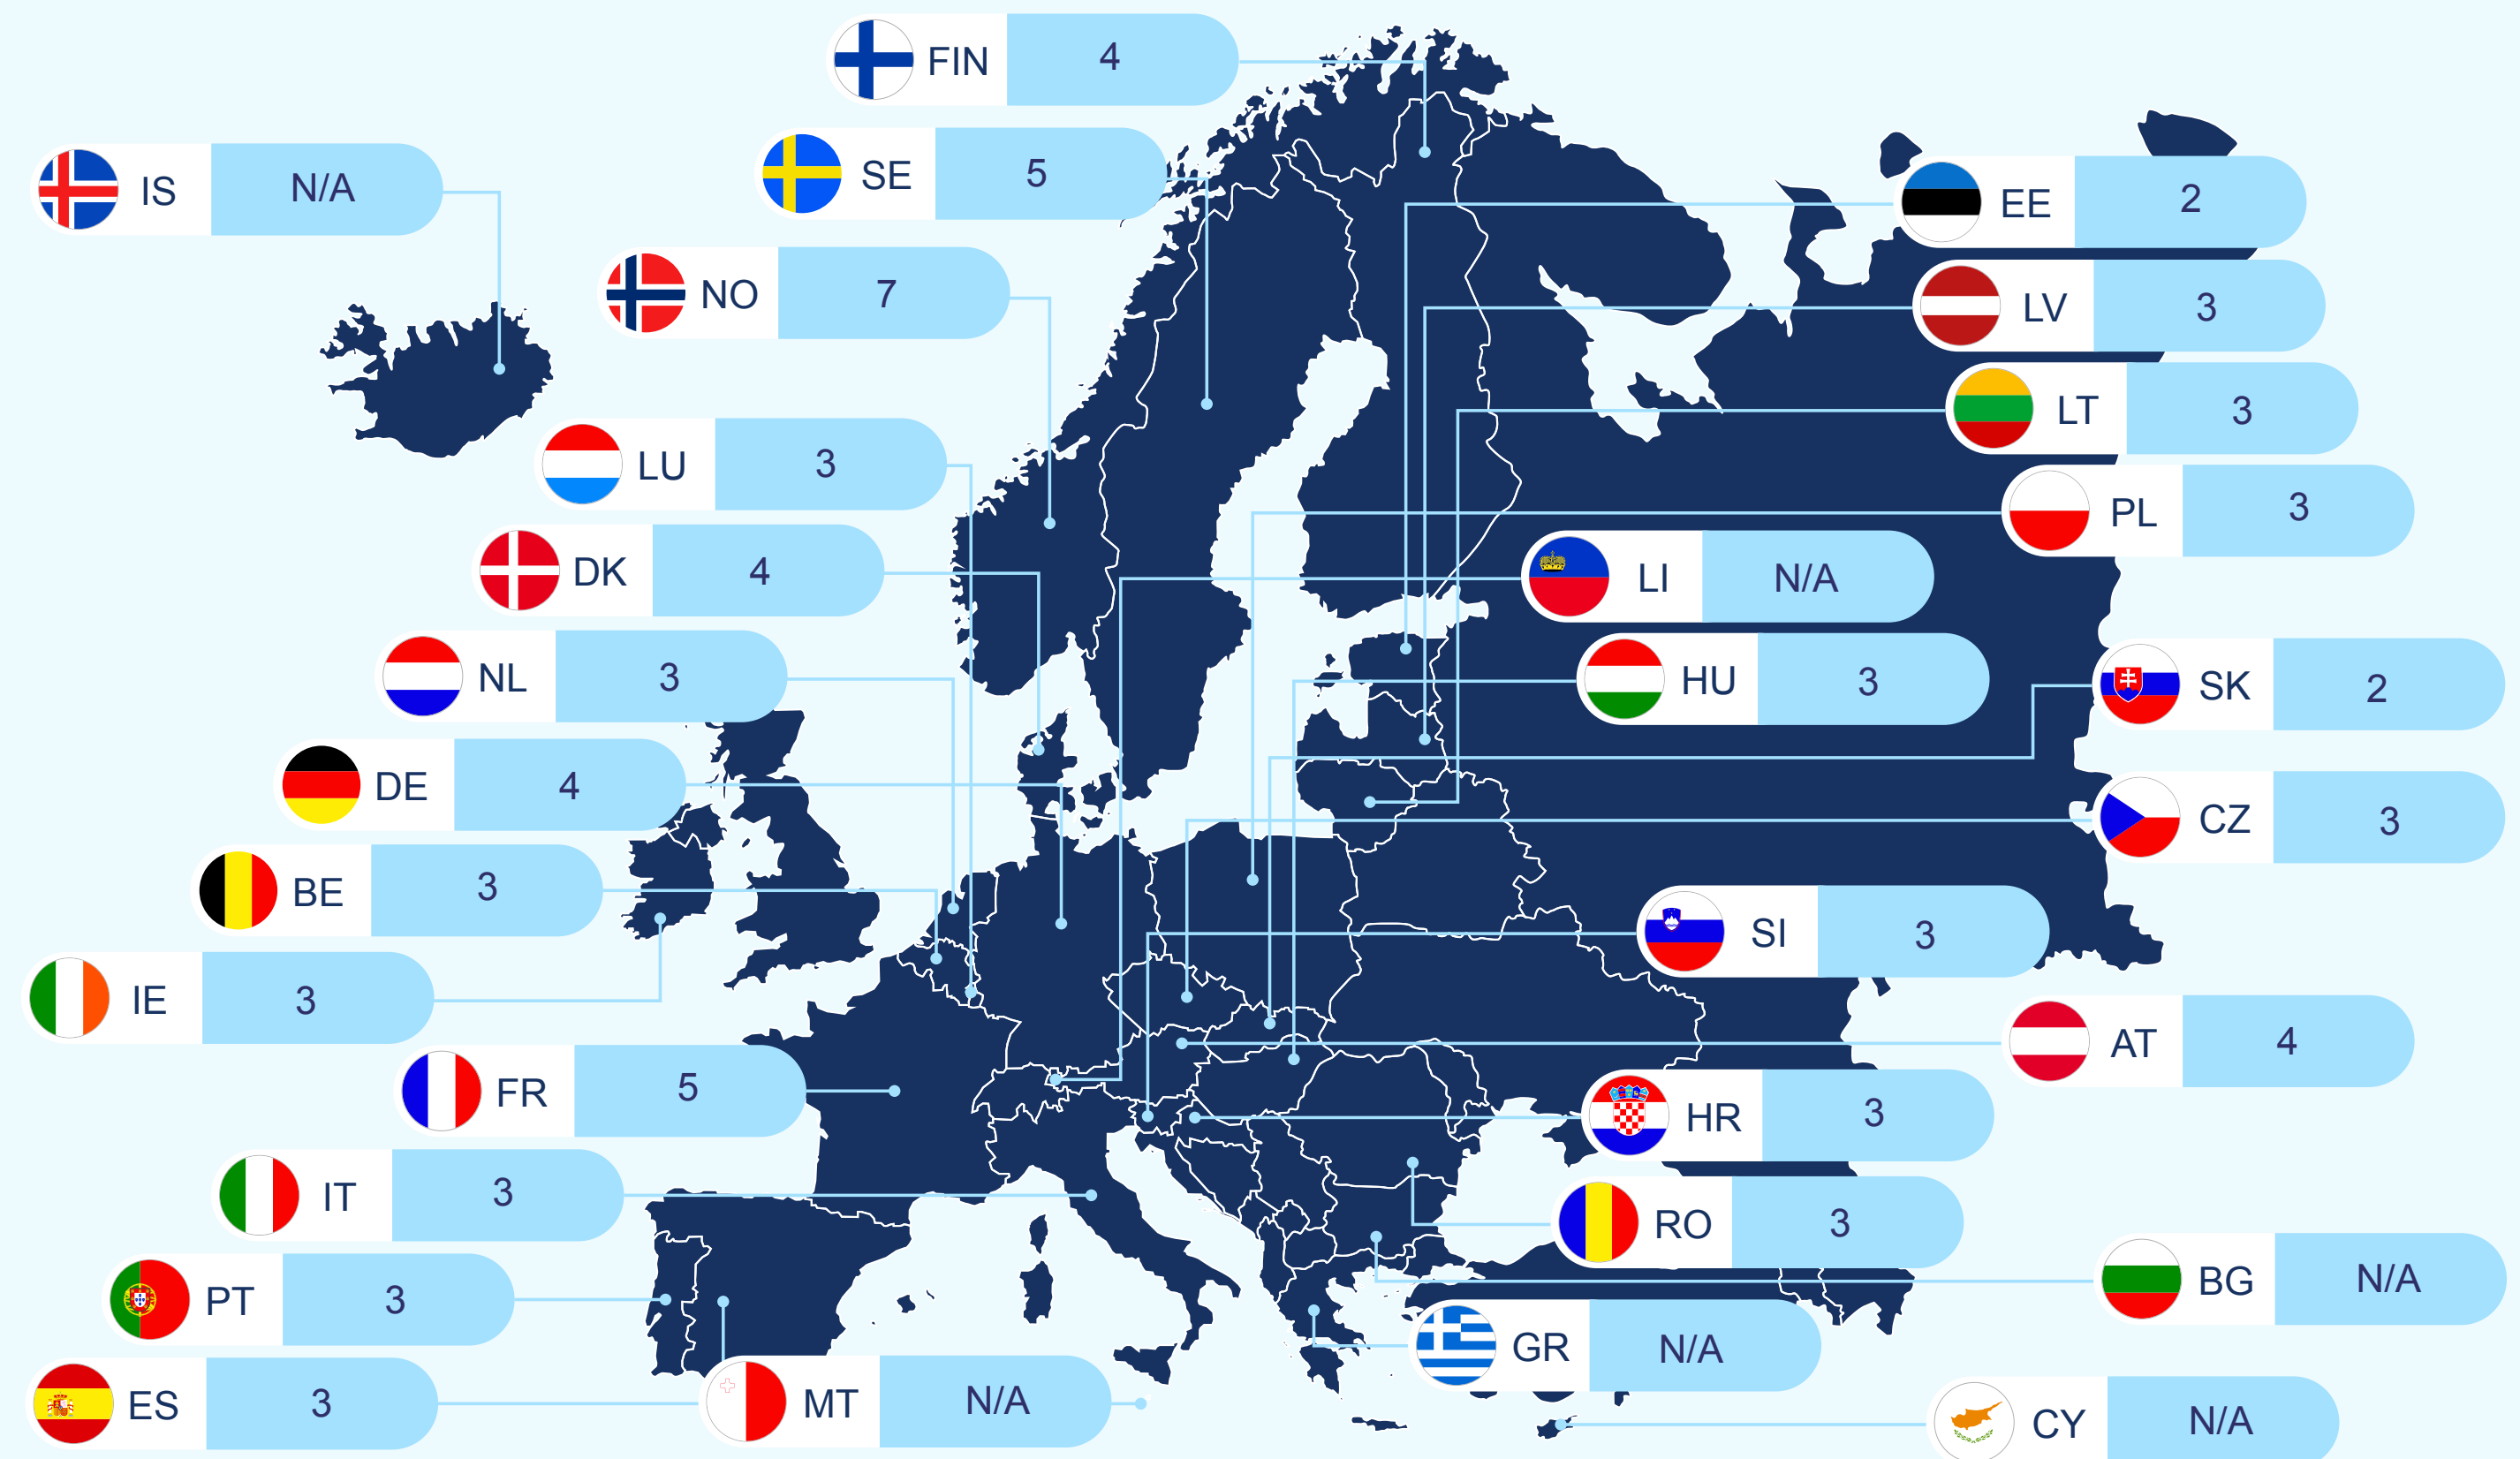 FIN 4
SE 5
IS N/A
EE 2
NO 7
LV 3
LT 3
LU 3
PL 3
DK 4
LI N/A
NL 3
HU 3
SK 2
DE 4
CZ 3
BE 3
SI 3
IE 3
AT 4
FR 5
HR 3
IT 3
RO 3
BG N/A
PT 3
GR N/A
ES 3
MT N/A
CY N/A